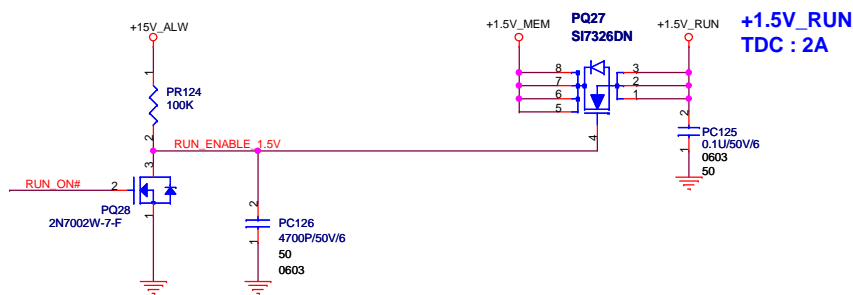 +15V_ALW
1
PR124
100K
2
RUN_ENABLE_1.5V
3
RUN_ON#
2
PQ28
2N7002W-7-F
1
2
PC126
4700P/50V/6
1
50
0603
+1.5V_MEM
PQ27
SI7326DN
+1.5V_RUN
8
7
6
5
3
2
1
4
2
PC125
0.1U/50V/6
1
0603
50
+1.5V_RUN
TDC : 2A